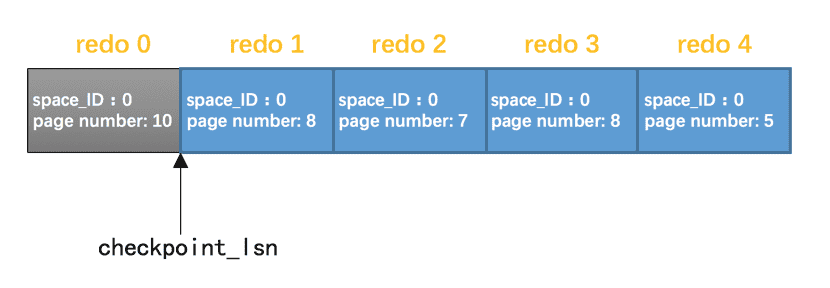 redo 0
redo 1
redo 2
redo 3
redo 4
space_ID：0
page number: 10
space_ID：0
page number: 8
space_ID：0
page number: 7
space_ID：0
page number: 8
space_ID：0
page number: 5
checkpoint_lsn